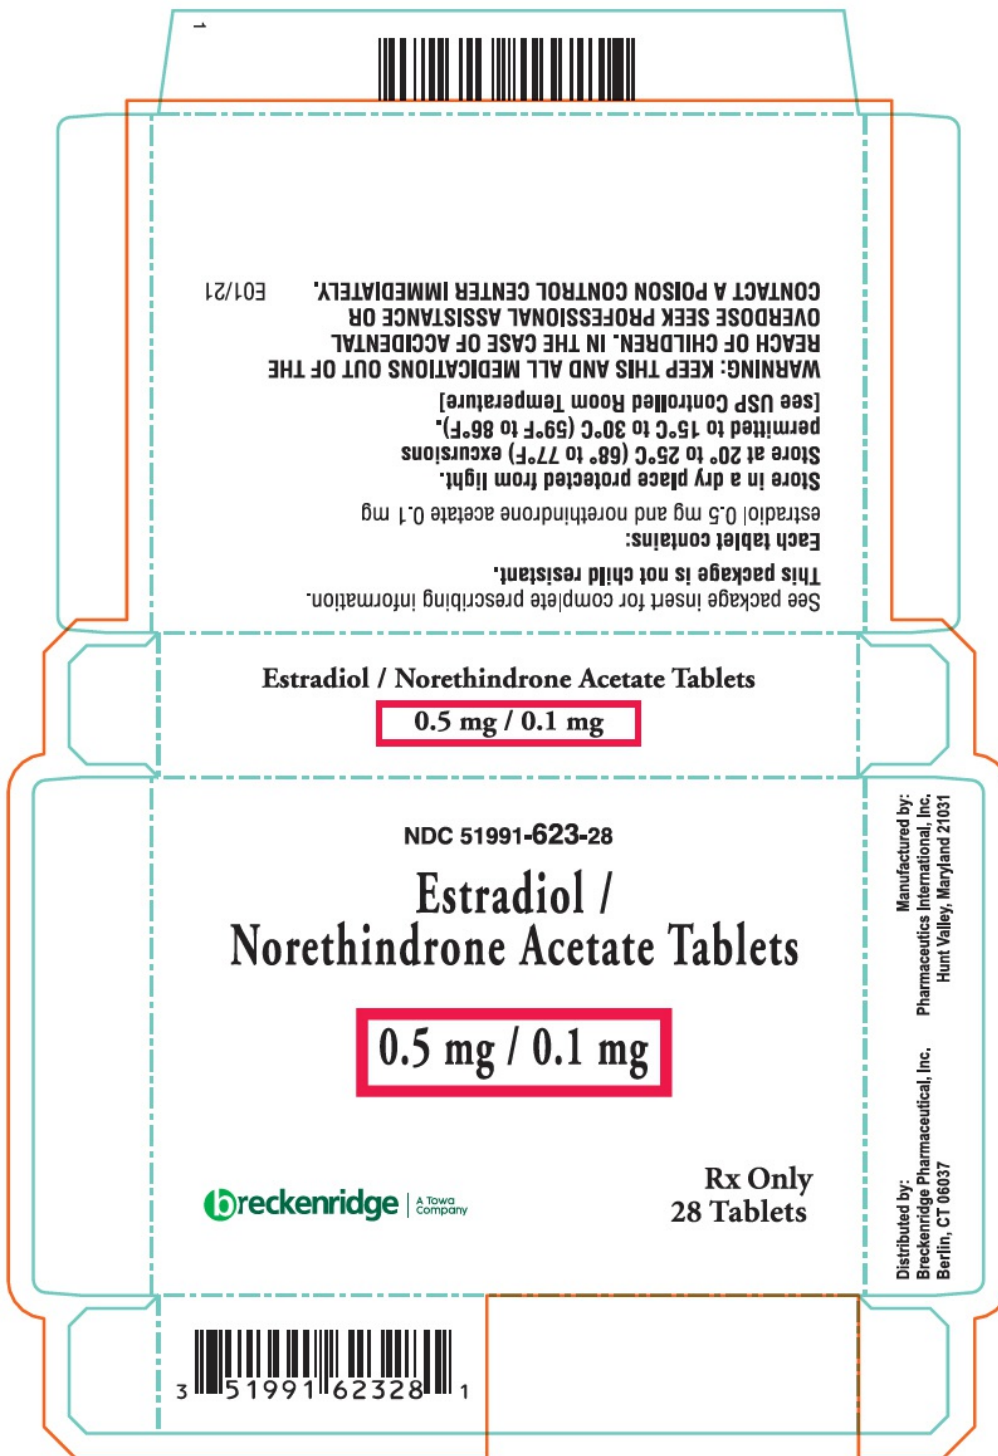 1
See package insert for complete prescribing information.
This package is not child resistant.
Each tablet contains:
estradiol 0.5 mg and norethindrone acetate 0.1 mg
Store in a dry place protected from light.
Store at 20° to 25°C (68° to 77°F) excursions
permitted to 15°C to 30°C (59°F to 86°F).
[see USP Controlled Room Temperature]
WARNING: KEEP THIS AND ALL MEDICATIONS OUT OF THE
REACH OF CHILDREN. IN THE CASE OF ACCIDENTAL
OVERDOSE SEEK PROFESSIONAL ASSISTANCE OR
CONTACT A POISON CONTROL CENTER IMMEDIATELY. E01/21
Estradiol / Norethindrone Acetate Tablets
0.5 mg / 0.1 mg
NDC 51991-623-28
Estradiol /
Norethindrone Acetate Tablets
0.5 mg / 0.1 mg
breckenridge
A Towa
Company
Rx Only
28 Tablets
Distributed by:
Breckenridge Pharmaceutical, Inc.
Berlin, CT 06037
Manufactured by:
Pharmaceutics International, Inc.
Hunt Valley, Maryland 21031
3 51991 62328 1